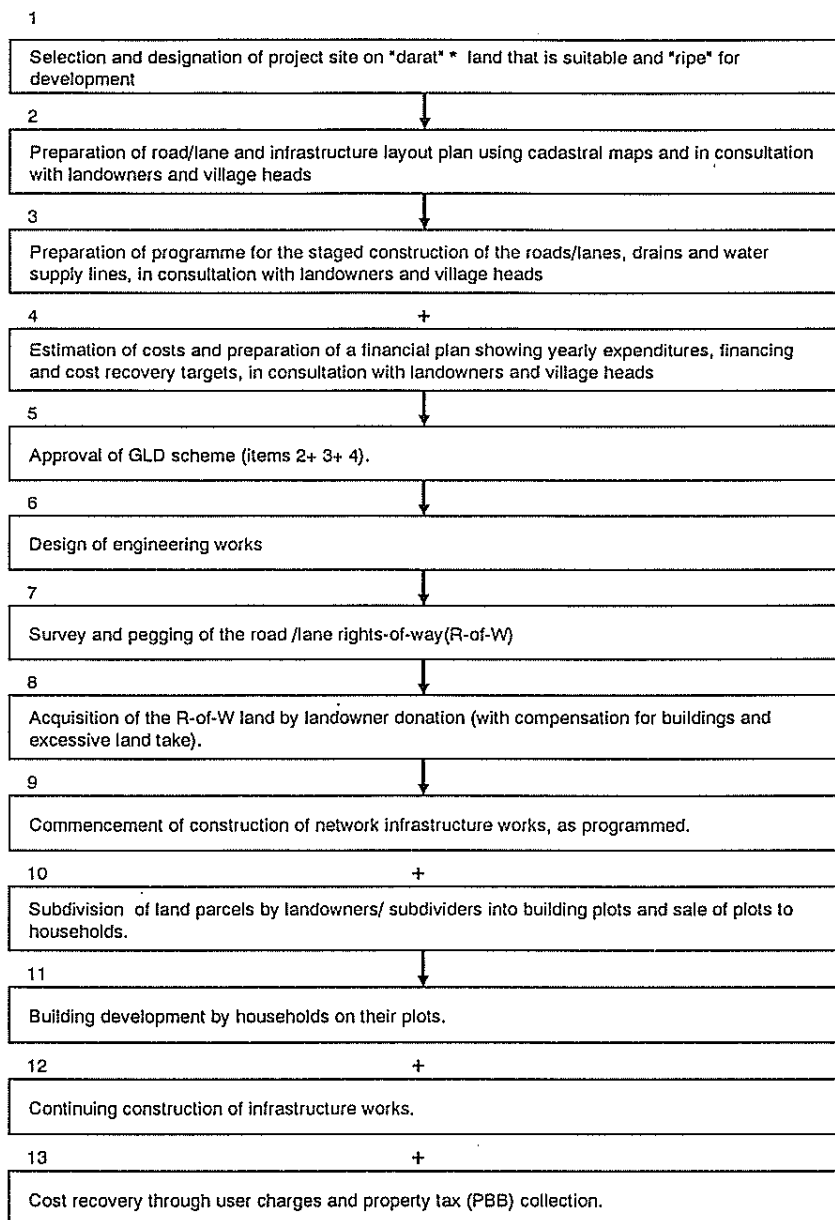 1
Selection and designation of project site on "darat" * land that is suitable and "ripe" for
development
2
Preparation of road/lane and infrastructure layout plan using cadastral maps and in consultation
with landowners and village heads
3
Preparation of programme for the staged construction of the roads/lanes, drains and water
supply lines, in consultation with landowners and village heads
4 +
Estimation of costs and preparation of a financial plan showing yearly expenditures, financing
and cost recovery targets, in consultation with landowners and village heads
5
Approval of GLD scheme (items 2+ 3+ 4).
6
Design of engineering works
7
Survey and pegging of the road /lane rights-of-way(R-of-W)
8
Acquisition of the R-of-W land by landowner donation (with compensation for buildings and
excessive land take).
9
Commencement of construction of network infrastructure works, as programmed.
10 +
Subdivision of land parcels by landowners/ subdividers into building plots and sale of plots to
households.
11
Building development by households on their plots.
12 +
Continuing construction of infrastructure works.
13 +
Cost recovery through user charges and property tax (PBB) collection.